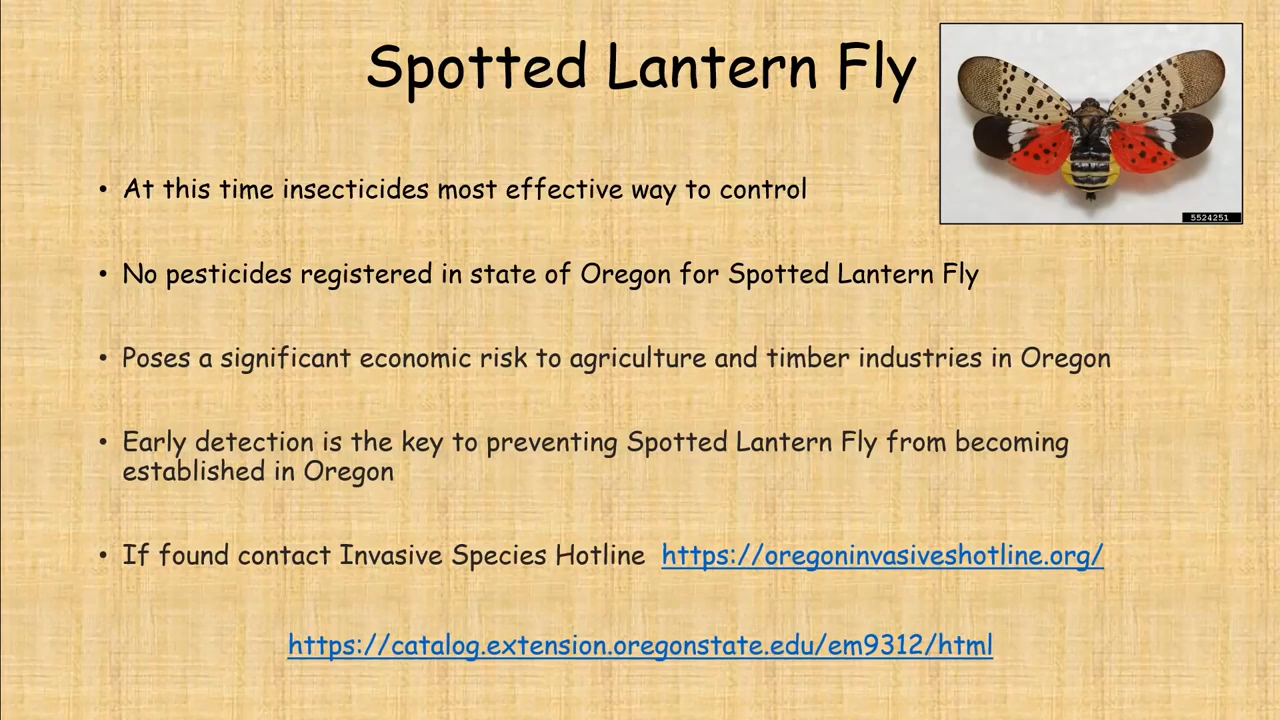 Spotted Lantern Fly
5524251
• At this time insecticides most effective way to control
• No pesticides registered in state of Oregon for Spotted Lantern Fly
• Poses a significant economic risk to agriculture and timber industries in Oregon
• Early detection is the key to preventing Spotted Lantern Fly from becoming
established in Oregon
• If found contact Invasive Species Hotline https://oregoninvasiveshotline.org/
https://catalog.extension.oregonstate.edu/em9312/html